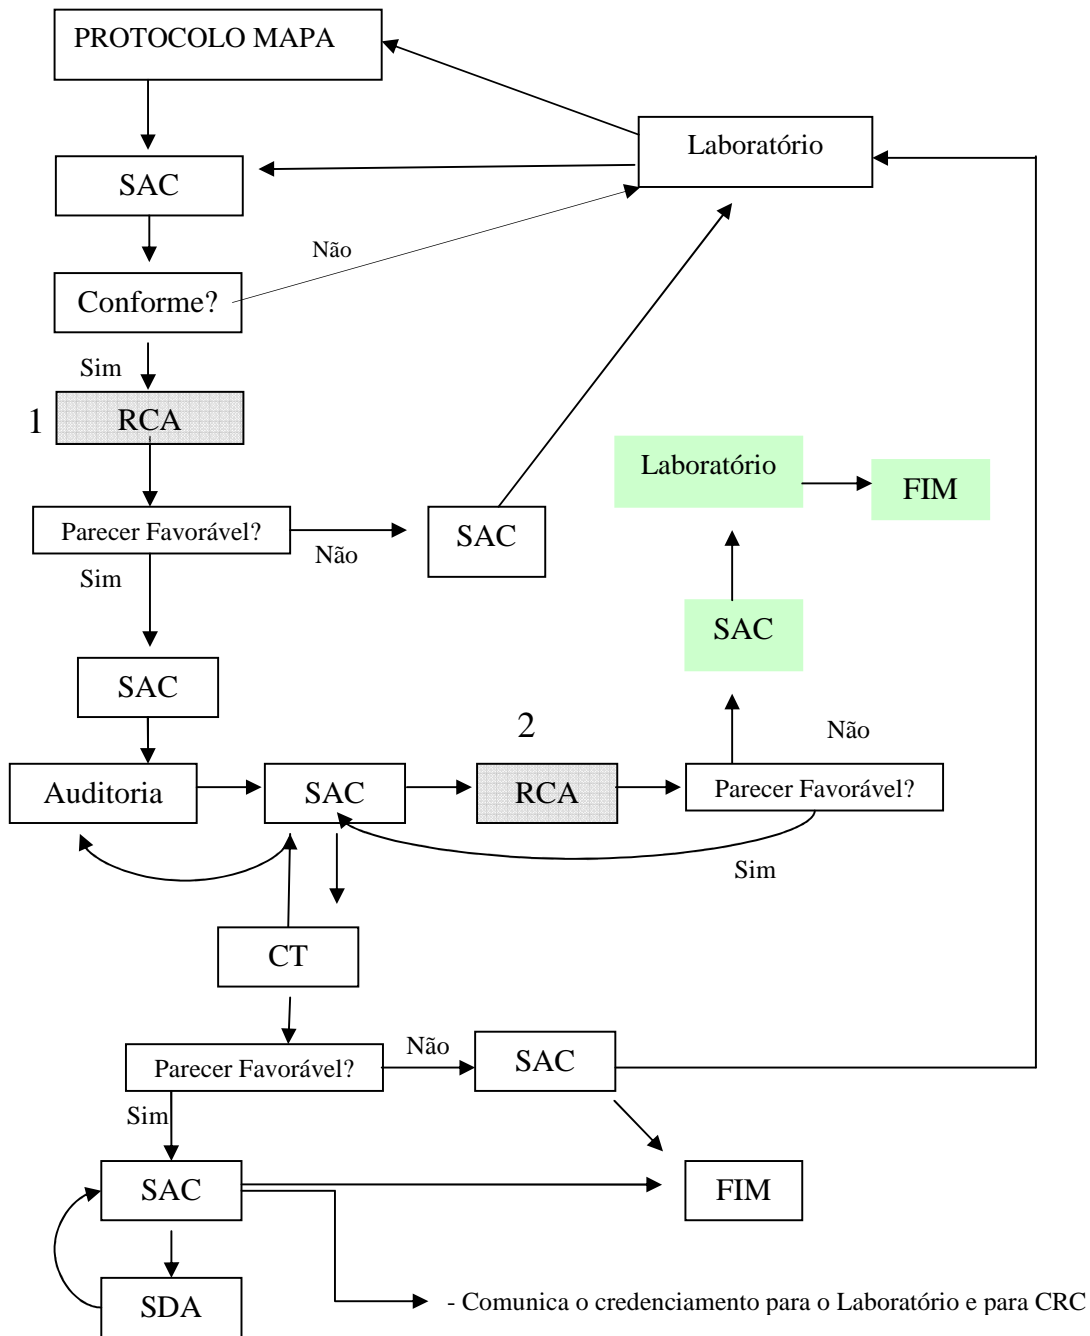 PROTOCOLO MAPA
Laboratório
SAC
Não
Conforme?
Sim
1
RCA
Laboratório
FIM
Parecer Favorável?
Não
SAC
Sim
SAC
SAC
2
Não
Auditoria
SAC
RCA
Parecer Favorável?
Sim
CT
Parecer Favorável?
Não
SAC
Sim
SAC
FIM
SDA
- Comunica o credenciamento para o Laboratório e para CRC